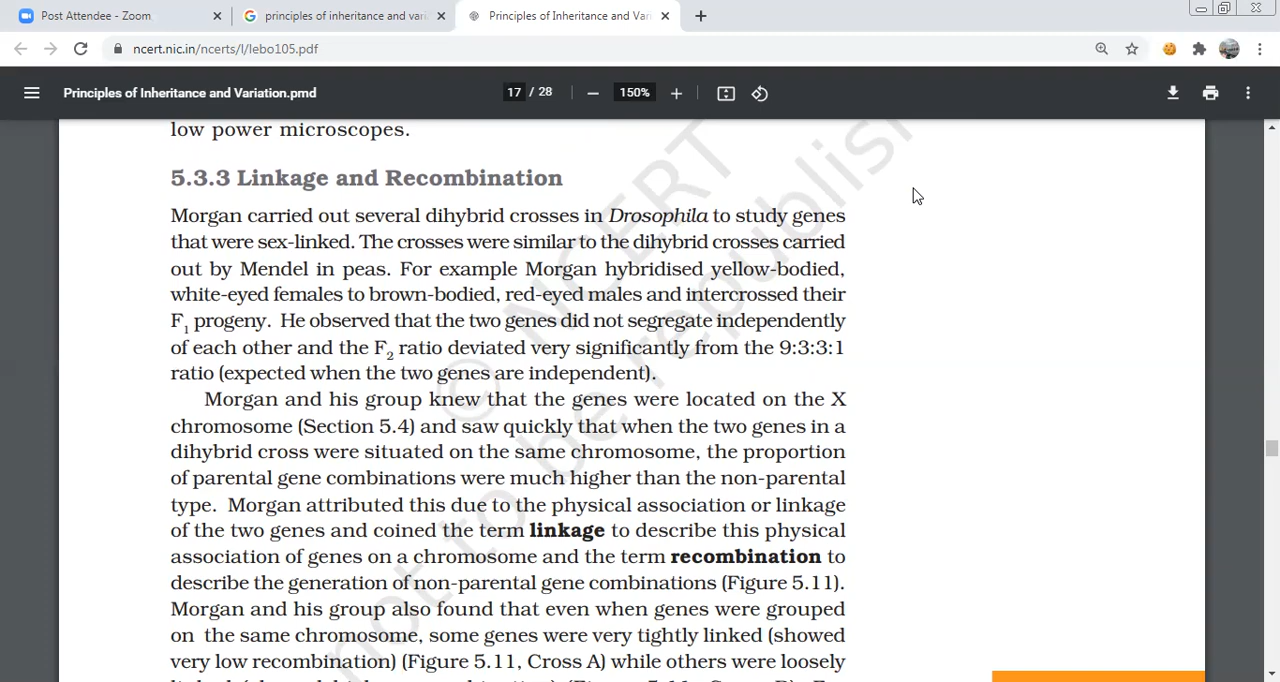 Post Attendee - Zoom
principles of inheritance and vari
Principles of Inheritance and Vari
ncert.nic.in/ncerts/l/lebo105.pdf
Principles of Inheritance and Variation.pmd
17 / 28
150%
low power microscopes.
5.3.3 Linkage and Recombination
Morgan carried out several dihybrid crosses in Drosophila to study genes
that were sex-linked. The crosses were similar to the dihybrid crosses carried
out by Mendel in peas. For example Morgan hybridised yellow-bodied,
white-eyed females to brown-bodied, red-eyed males and intercrossed their
F1 progeny. He observed that the two genes did not segregate independently
of each other and the F2 ratio deviated very significantly from the 9:3:3:1
ratio (expected when the two genes are independent).
Morgan and his group knew that the genes were located on the X
chromosome (Section 5.4) and saw quickly that when the two genes in a
dihybrid cross were situated on the same chromosome, the proportion
of parental gene combinations were much higher than the non-parental
type. Morgan attributed this due to the physical association or linkage
of the two genes and coined the term linkage to describe this physical
association of genes on a chromosome and the term recombination to
describe the generation of non-parental gene combinations (Figure 5.11).
Morgan and his group also found that even when genes were grouped
on the same chromosome, some genes were very tightly linked (showed
very low recombination) (Figure 5.11, Cross A) while others were loosely
© NCERT
not to be republish